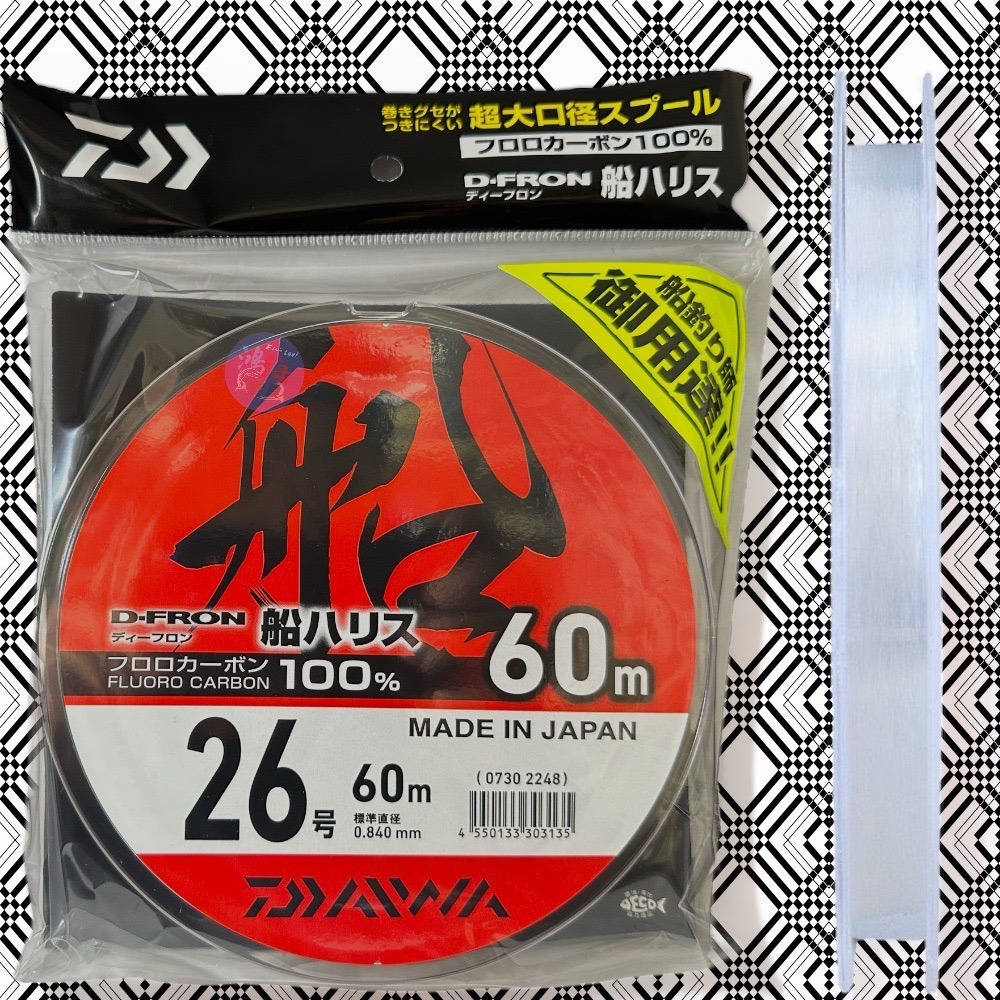 巻きグセが
つきにくい 超大口径スプール
フロロカーボン100%
D-FRON 船ハリス
ディーフロン
船釣り師
御用達!!
船
D-FRON 船ハリス
ディーフロン
フロロカーボン 100%
FLUORO CARBON
60m
MADE IN JAPAN
26号 60m
標準直径
0.840 mm
(0730 2248)
4 550133 303135
DAIWA